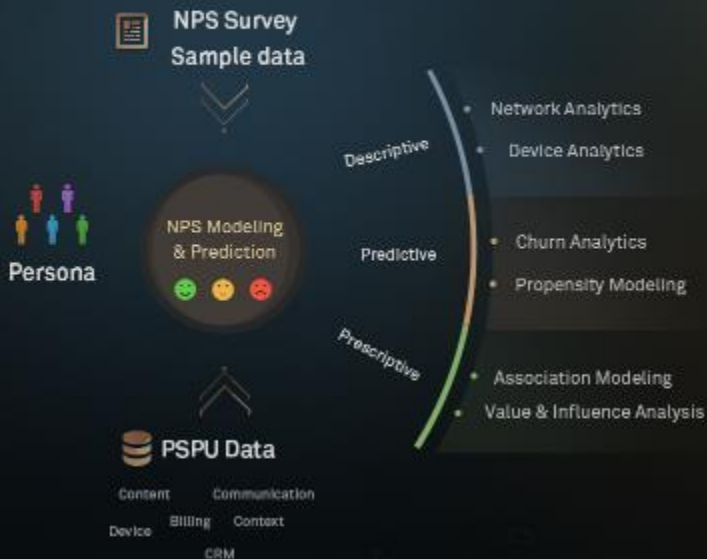 NPS Survey
Sample data
Persona
NPS Modeling
& Prediction
PSPU Data
Content Communication
Device Billing Context
CRM
Descriptive
Network Analytics
Device Analytics
Predictive
Churn Analytics
Propensity Modeling
Prescriptive
Association Modeling
Value & Influence Analysis